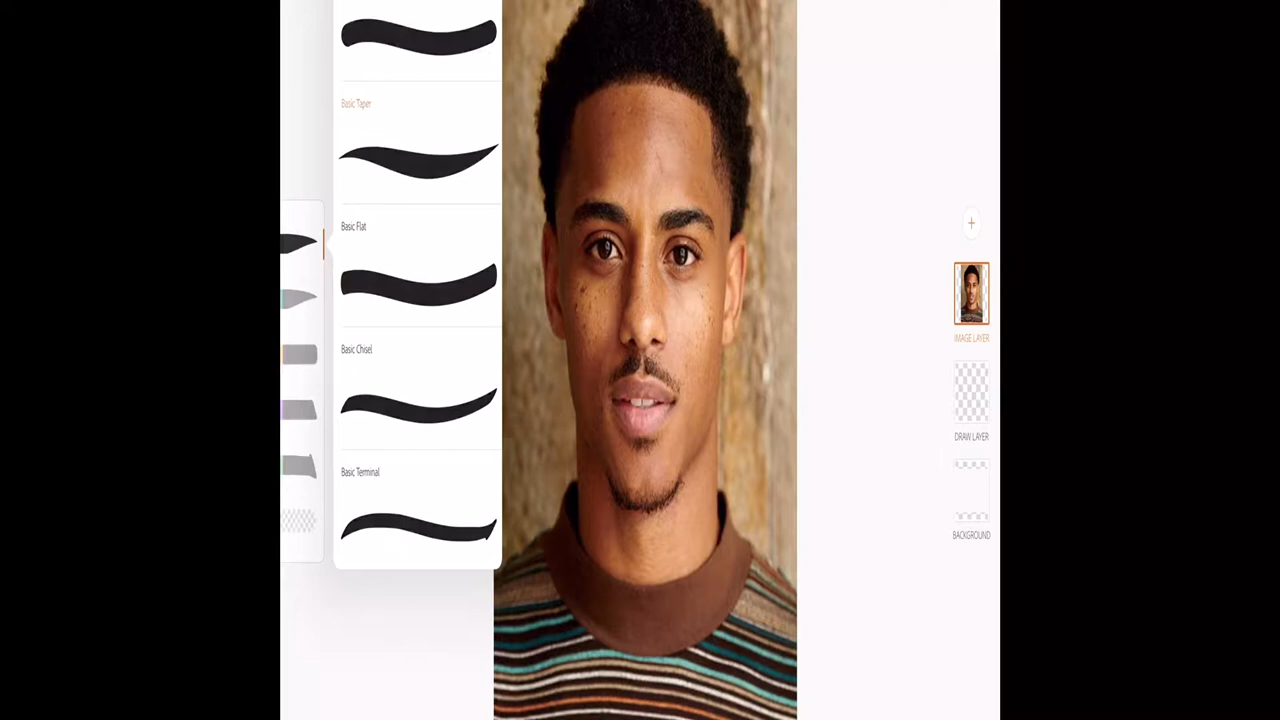 Basic Taper
Basic Flat
Basic Chisel
Basic Terminal
+
IMAGE LAYER
DRAW LAYER
BACKGROUND